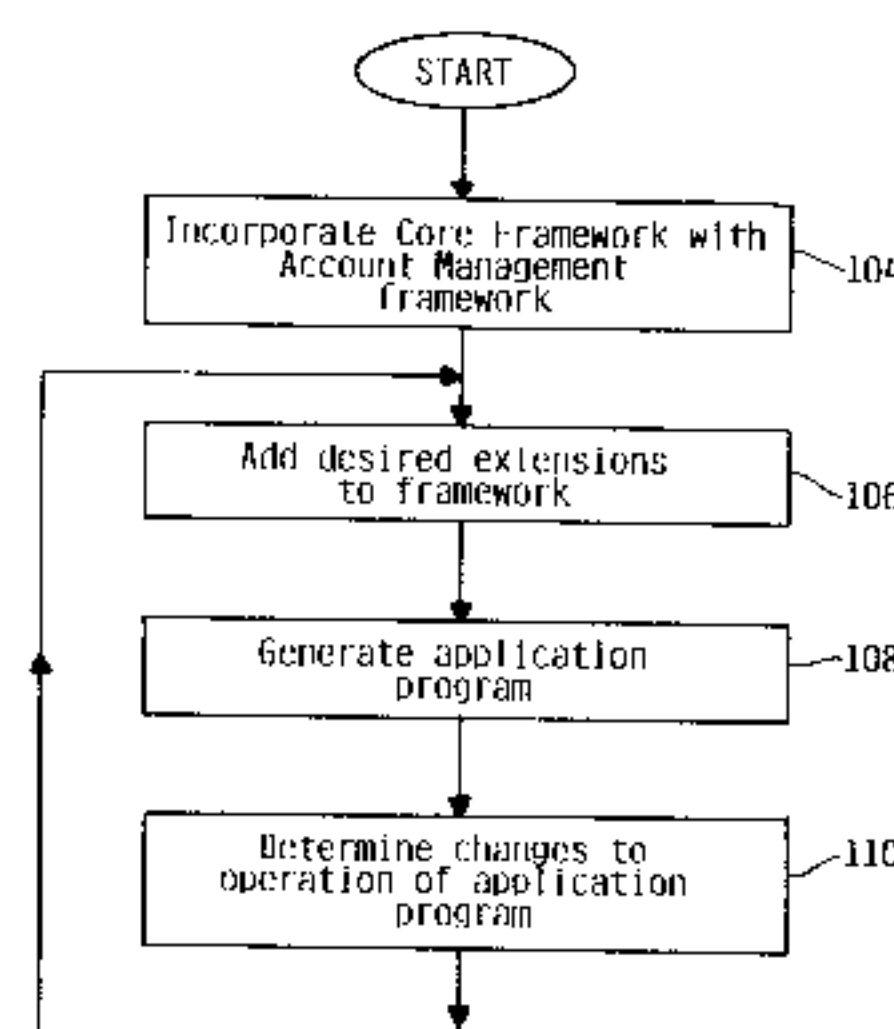 START
Incorporate Core Framework with
Account Management
framework
104
Add desired extensions
to framework
106
Generate application
program
108
Determine changes to
operation of application
program
110